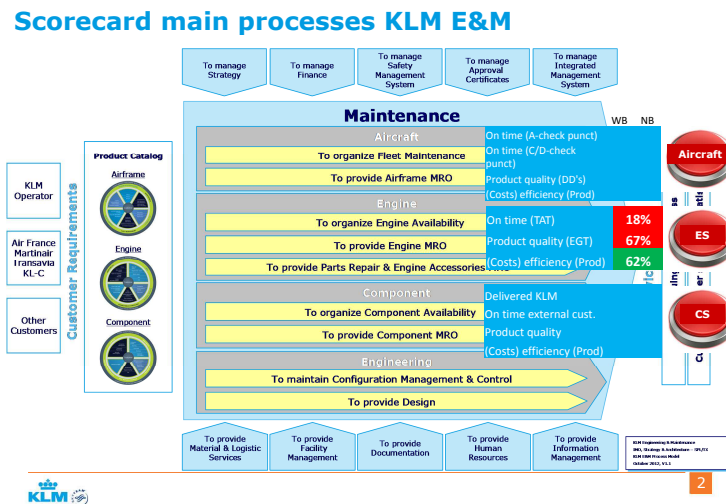 Scorecard main processes KLM E&M
To manage
Strategy
To manage
Finance
To manage
Safety
Management
System
To manage
Approval
Certificates
To manage
Integrated
Management
System
Maintenance
WB NB
Product Catalog
Airframe
Engine
Component
KLM
Operator
Air France
Martinair
Transavia
KL-C
Other
Customers
Customer Requirements
Aircraft
To organize Fleet Maintenance
To provide Airframe MRO
On time (A-check punct)
On time (C/D-check
punct)
Product quality (DD's)
(Costs) efficiency (Prod)
Aircraft
Engine
To organize Engine Availability
To provide Engine MRO
To provide Parts Repair & Engine Accessories
On time (TAT) 18%
Product quality (EGT) 67%
(Costs) efficiency (Prod) 62%
ES
Component
To organize Component Availability
To provide Component MRO
Delivered KLM
On time external cust.
Product quality
(Costs) efficiency (Prod)
CS
Engineering
To maintain Configuration Management & Control
To provide Design
To provide
Material & Logistic
Services
To provide
Facility
Management
To provide
Documentation
To provide
Human
Resources
To provide
Information
Management
KLM Engineering & Maintenance
KLM E&M Process Model
October 2012, V1.1
KLM
2